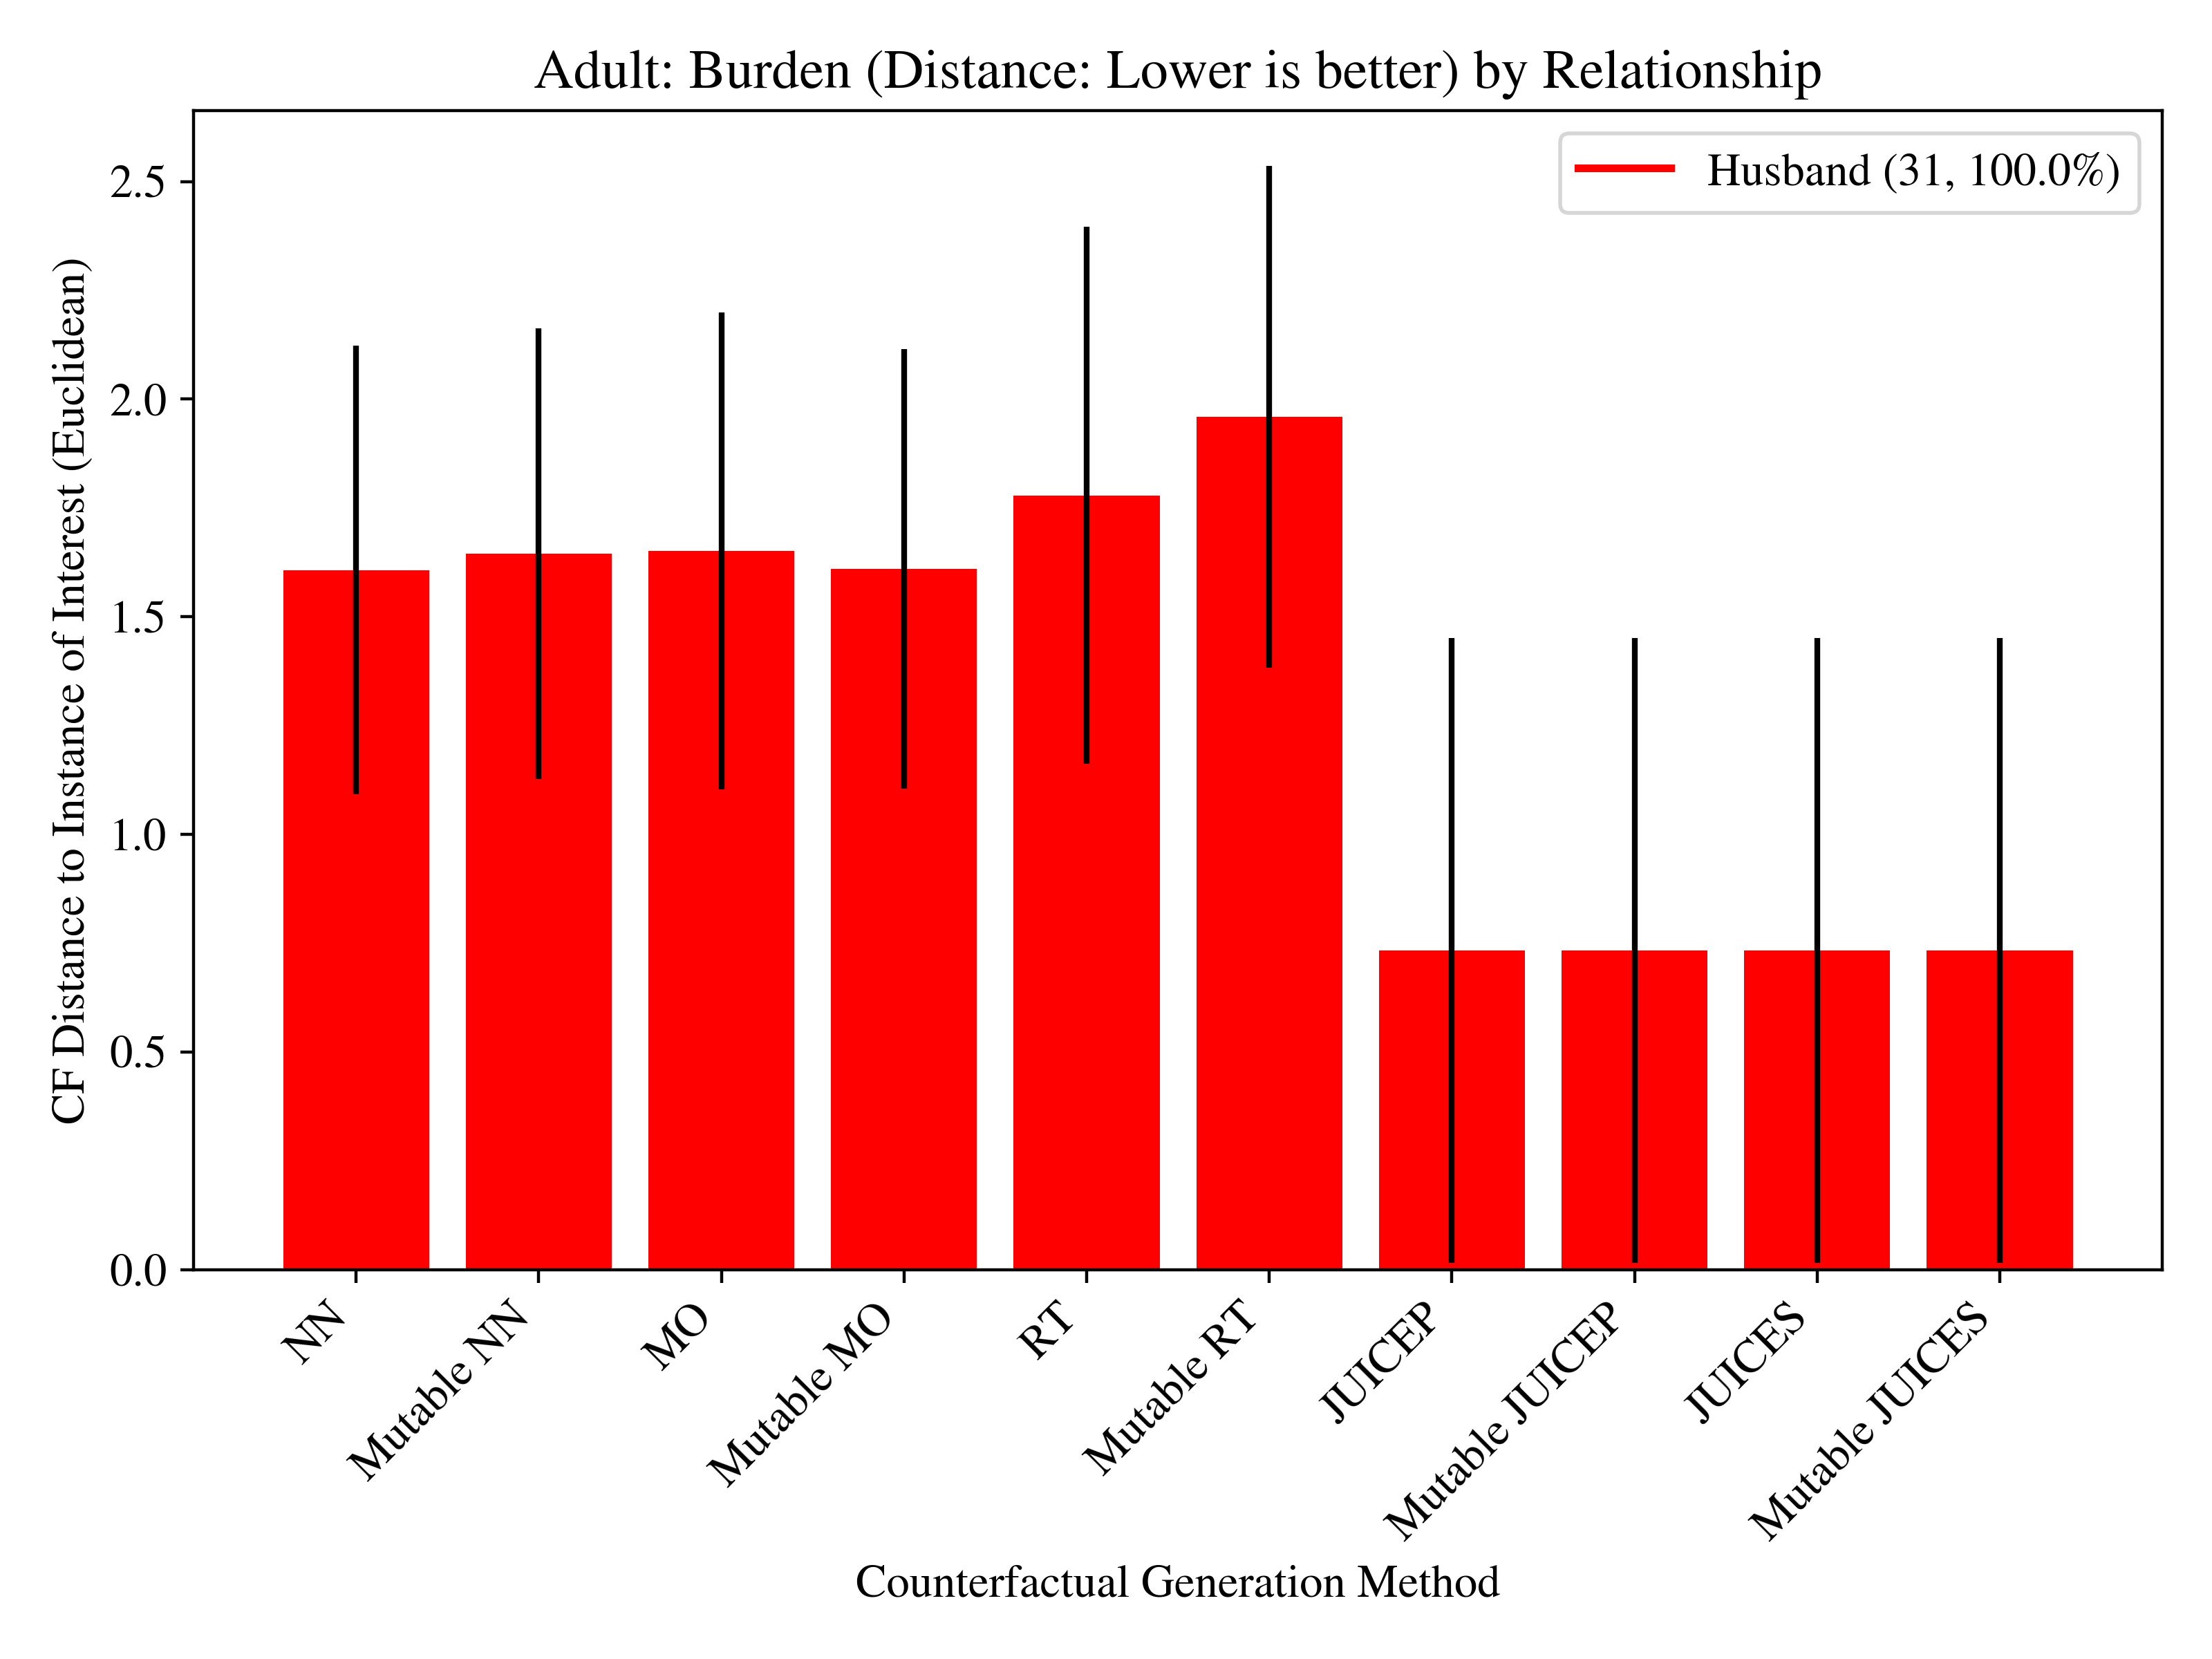 Adult: Burden (Distance: Lower is better) by Relationship
Husband (31, 100.0%)
CF Distance to Instance of Interest (Euclidean)
2.5
2.0
1.5
1.0
0.5
0.0
NN
Mutable NN
MO
Mutable MO
RT
Mutable RT
JUICEP
Mutable JUICEP
JUICES
Mutable JUICES
Counterfactual Generation Method